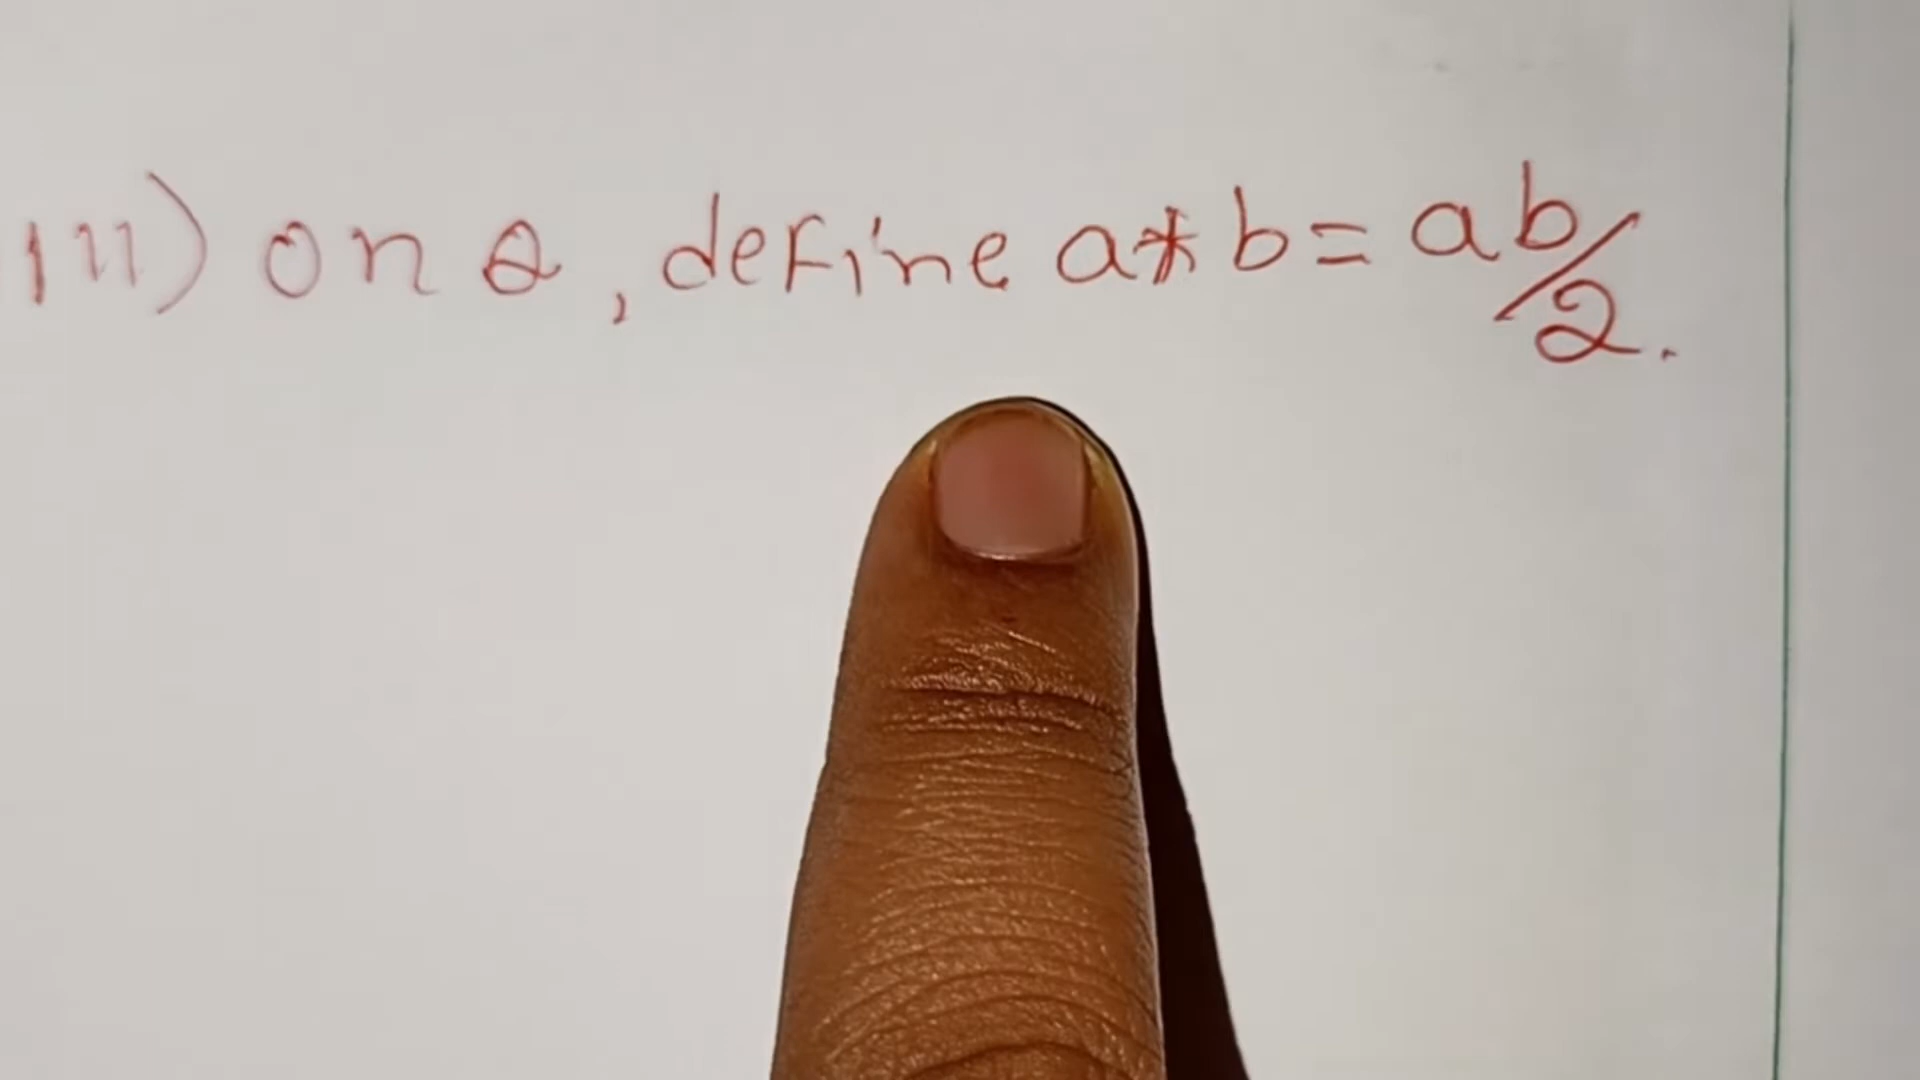 iii) on Q, define a*b = ab/2.